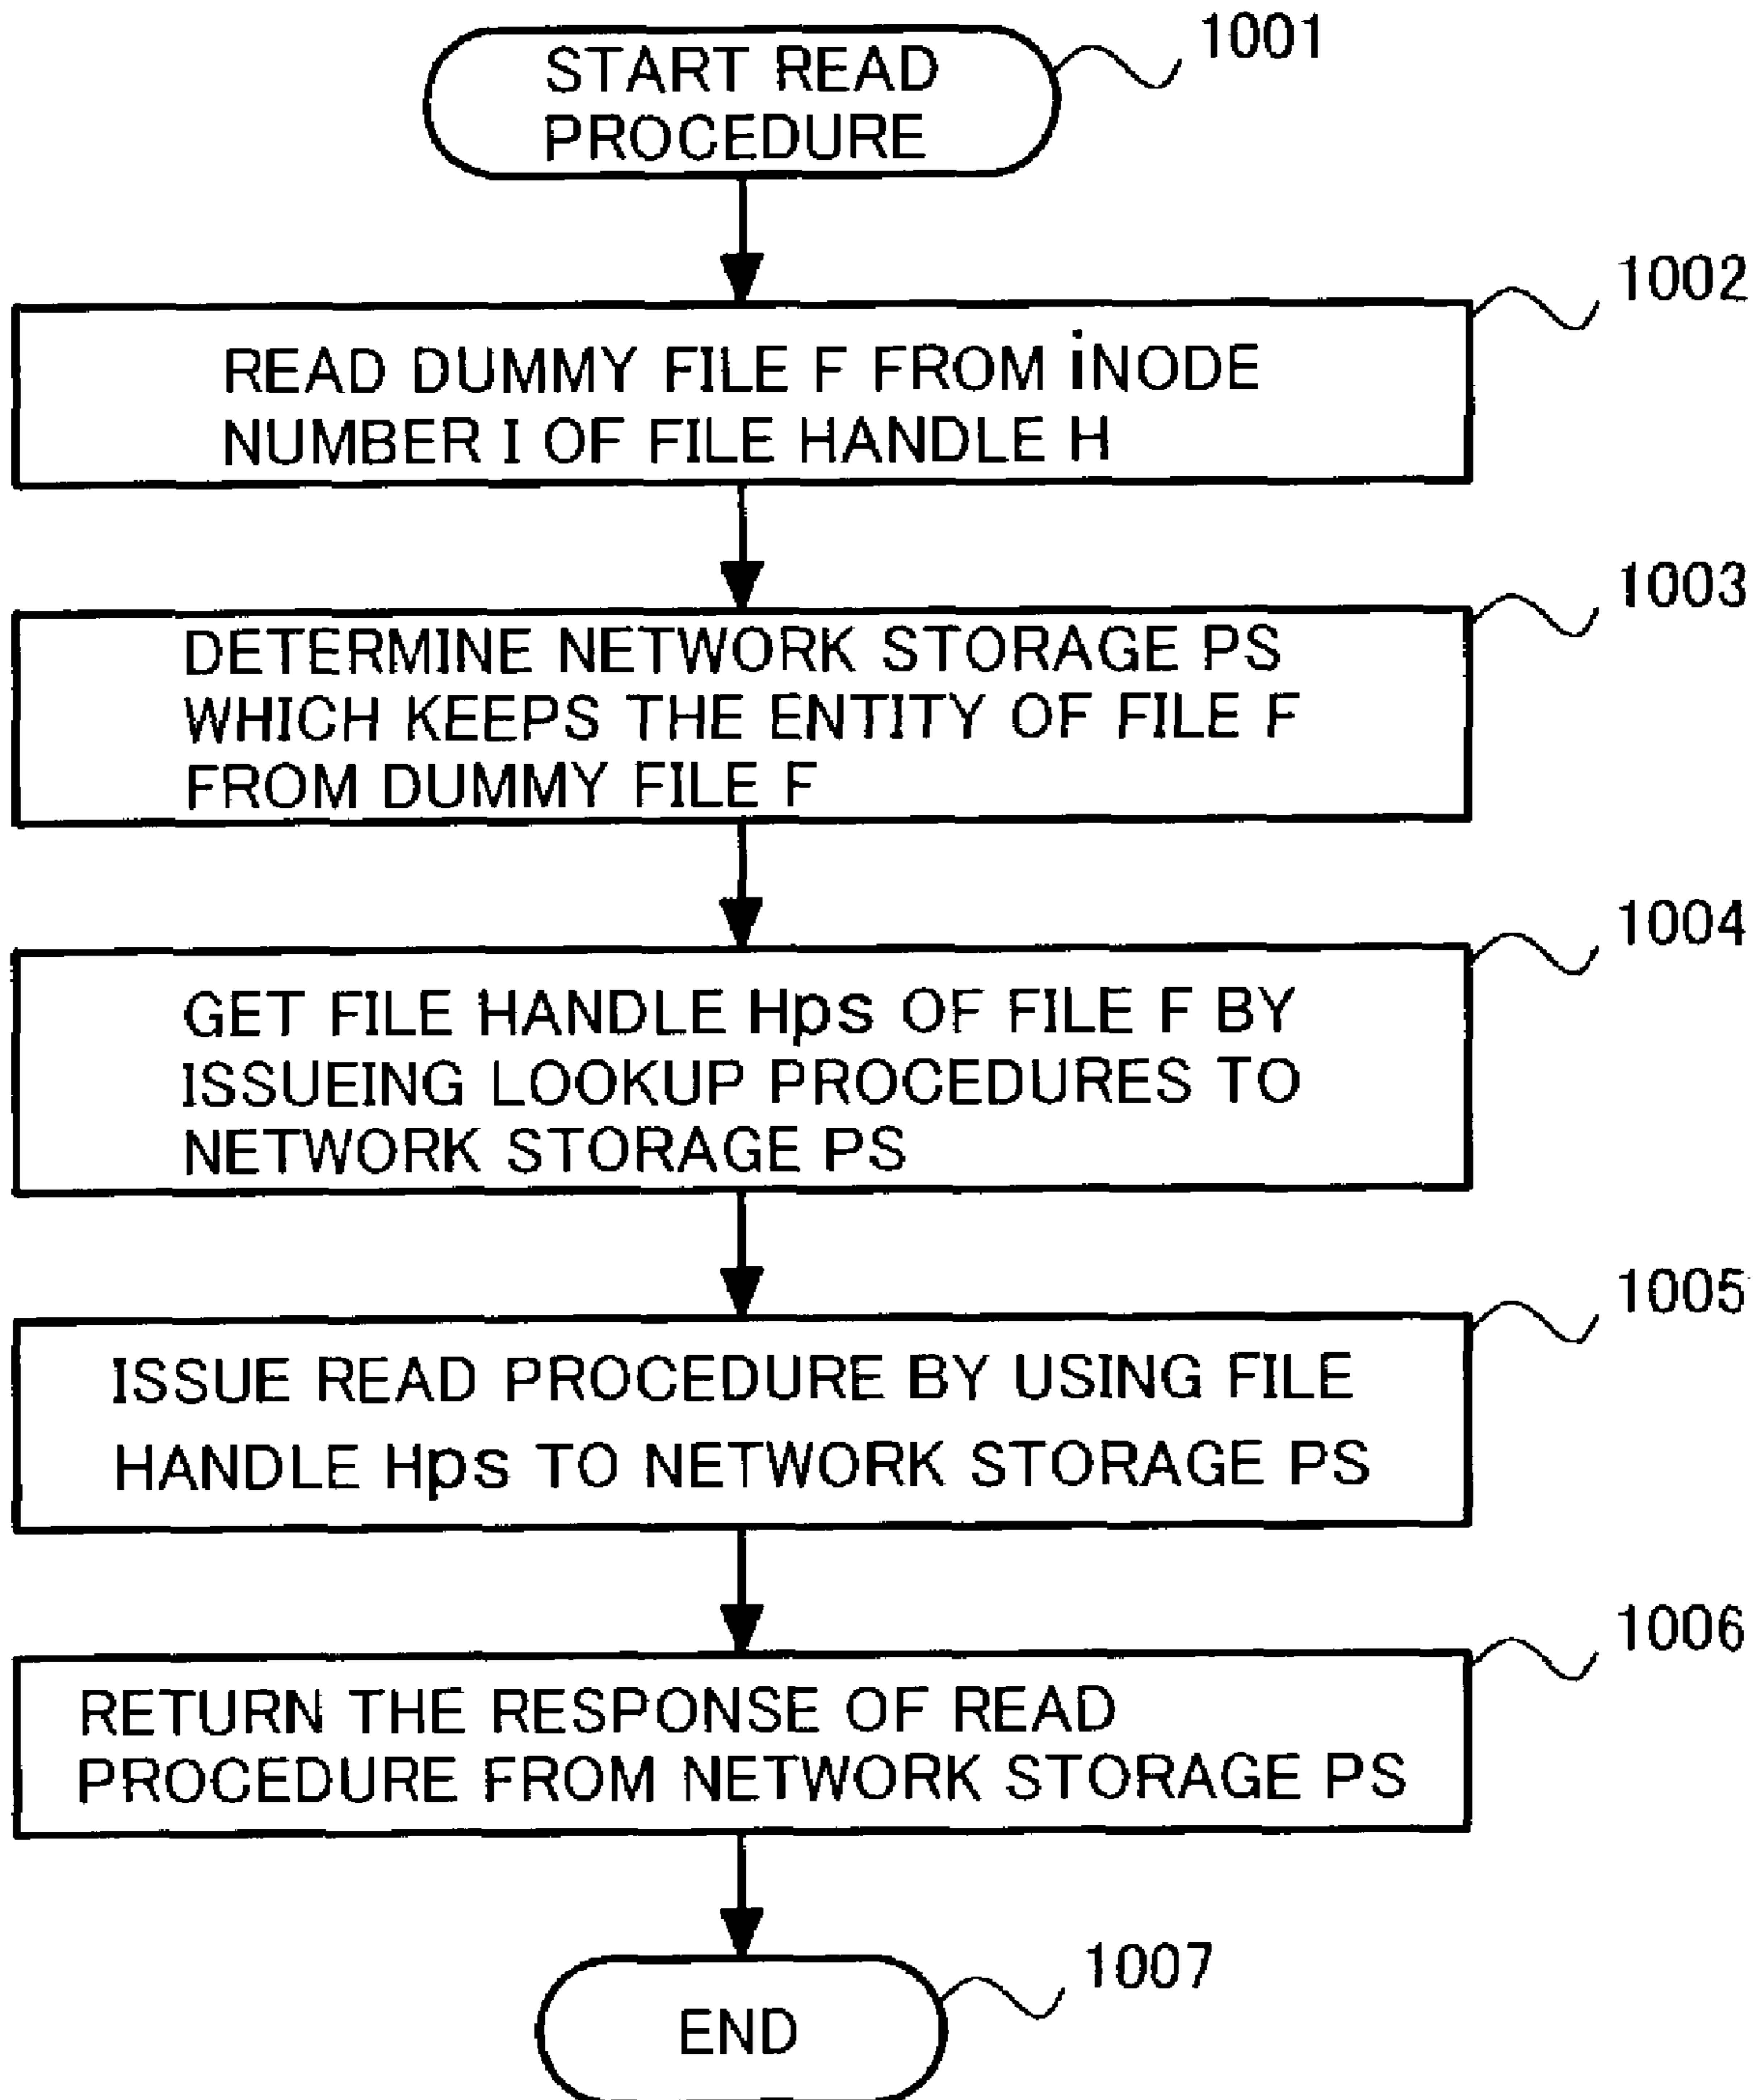 1001
START READ
PROCEDURE
1002
READ DUMMY FILE F FROM iNODE
NUMBER I OF FILE HANDLE H
1003
DETERMINE NETWORK STORAGE PS
WHICH KEEPS THE ENTITY OF FILE F
FROM DUMMY FILE F
1004
GET FILE HANDLE Hps OF FILE F BY
ISSUEING LOOKUP PROCEDURES TO
NETWORK STORAGE PS
1005
ISSUE READ PROCEDURE BY USING FILE
HANDLE Hps TO NETWORK STORAGE PS
1006
RETURN THE RESPONSE OF READ
PROCEDURE FROM NETWORK STORAGE PS
1007
END